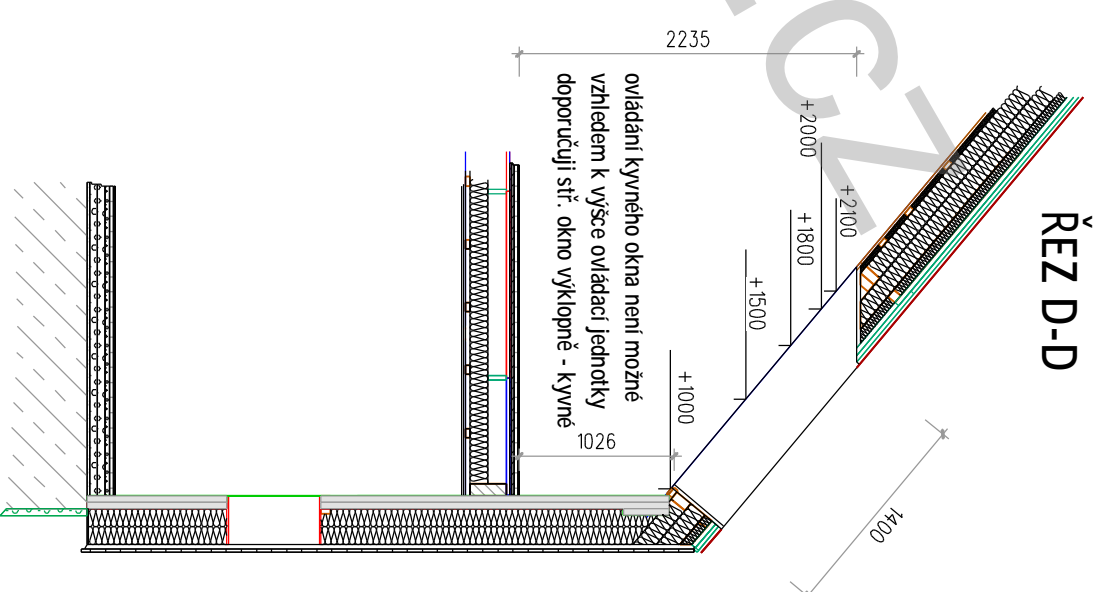 ŘEZ D-D
2235
ovládání kyvného okna není možné
vzhledem k výšce ovládací jednotky
doporučuji stř. okno výklopně - kyvné
+2000
+2100
+1800
+1500
+1000
1026
1400
CZ